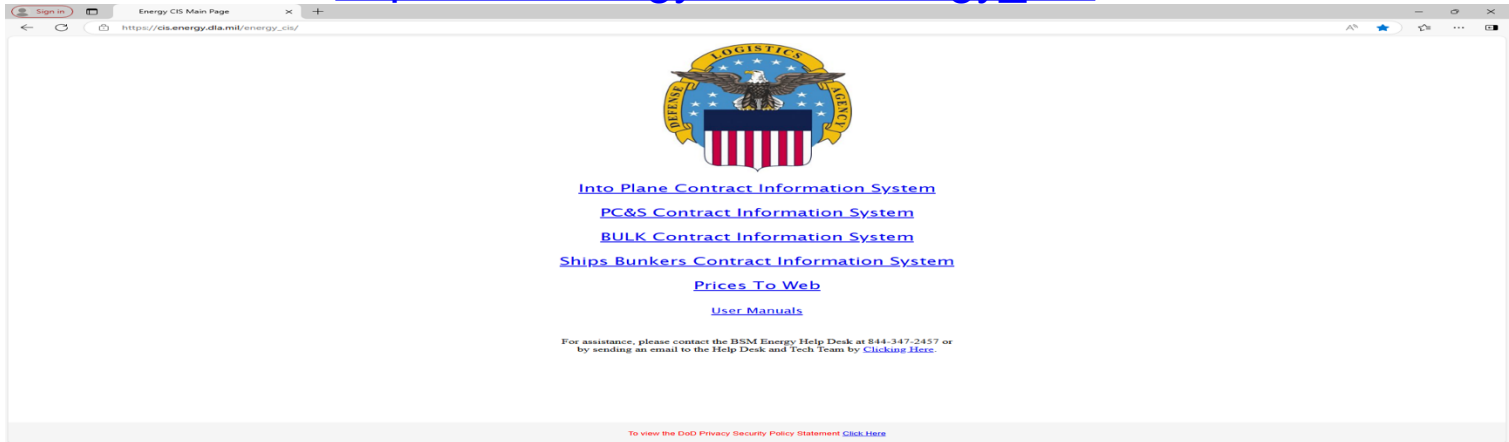 Sign in
Energy CIS Main Page
https://cis.energy.dla.mil/energy_cis/
DEFENSE LOGISTICS AGENCY
Into Plane Contract Information System
PC&S Contract Information System
BULK Contract Information System
Ships Bunkers Contract Information System
Prices To Web
User Manuals
For assistance, please contact the BSM Energy Help Desk at 844-347-2457 or
by sending an email to the Help Desk and Tech Team by Clicking Here.
To view the DoD Privacy Security Policy Statement Click Here